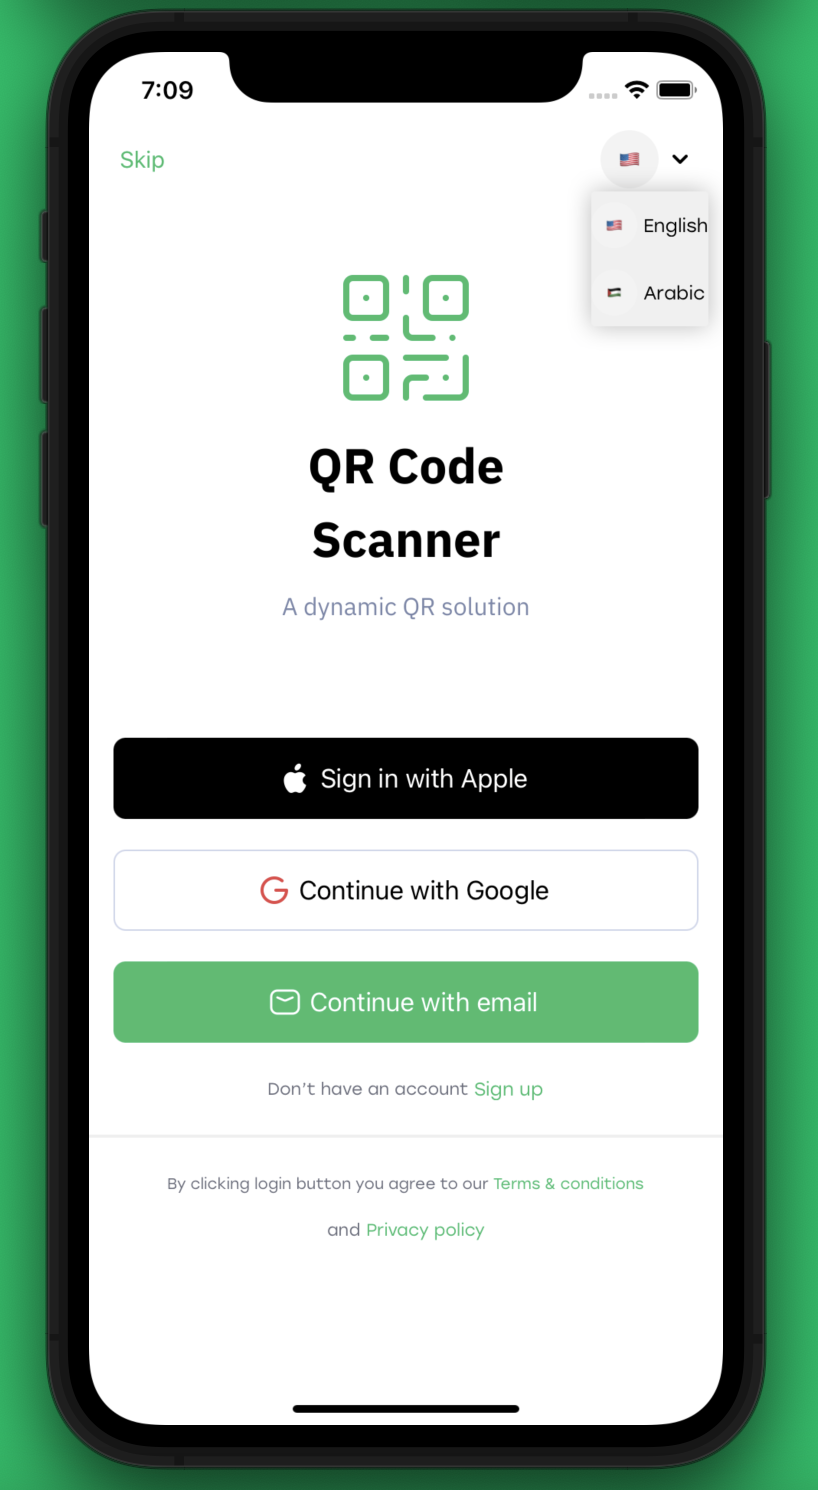 7:09
Skip
English
Arabic
QR Code
Scanner
A dynamic QR solution
Sign in with Apple
Continue with Google
Continue with email
Don’t have an account Sign up
By clicking login button you agree to our Terms & conditions
and Privacy policy